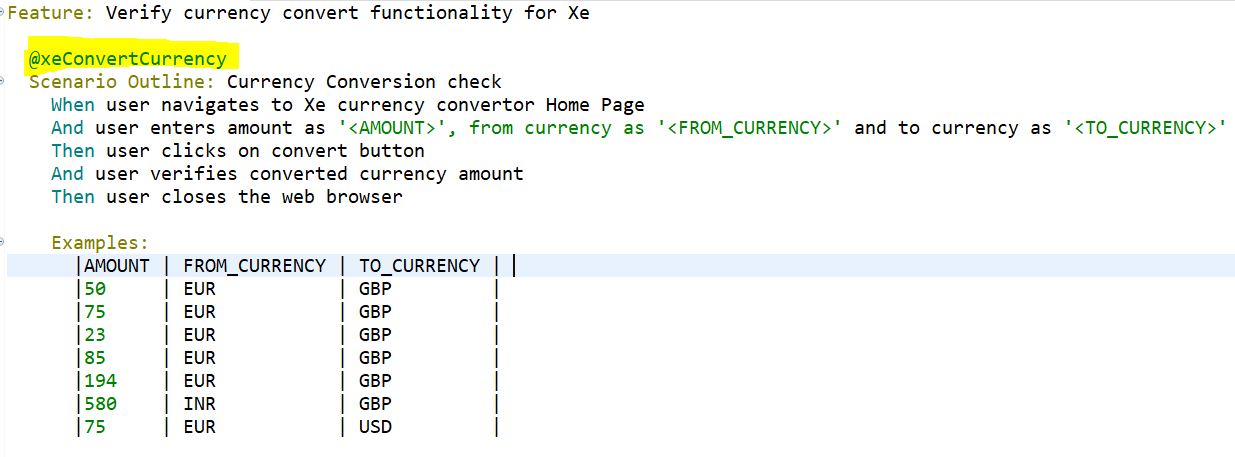 Feature: Verify currency convert functionality for Xe
@xeConvertCurrency
Scenario Outline: Currency Conversion check
When user navigates to Xe currency convertor Home Page
And user enters amount as '<AMOUNT>', from currency as '<FROM_CURRENCY>' and to currency as '<TO_CURRENCY>'
Then user clicks on convert button
And user verifies converted currency amount
Then user closes the web browser
Examples:
|AMOUNT | FROM_CURRENCY | TO_CURRENCY |
|50 | EUR | GBP |
|75 | EUR | GBP |
|23 | EUR | GBP |
|85 | EUR | GBP |
|194 | EUR | GBP |
|580 | INR | GBP |
|75 | EUR | USD |